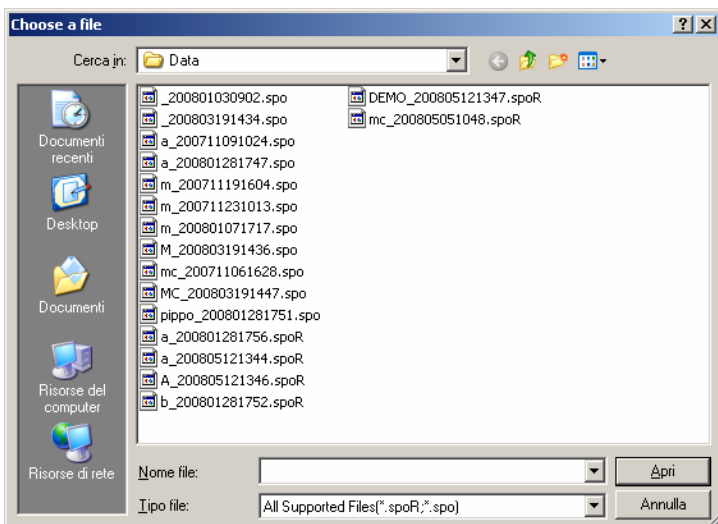 Choose a file
Cerca in:
Data
Documenti
recenti
Desktop
Documenti
Risorse del
computer
Risorse di rete
_200801030902.spo
_200803191434.spo
a_200711091024.spo
a_200801281747.spo
m_200711191604.spo
m_200711231013.spo
m_200801071717.spo
M_200803191436.spo
mc_200711061628.spo
MC_200803191447.spo
pippo_200801281751.spo
a_200801281756.spoR
a_200805121344.spoR
A_200805121346.spoR
b_200801281752.spoR
DEMO_200805121347.spoR
mc_200805051048.spoR
Nome file:
Apri
Tipo file:
All Supported Files(*.spoR;*.spo)
Annulla